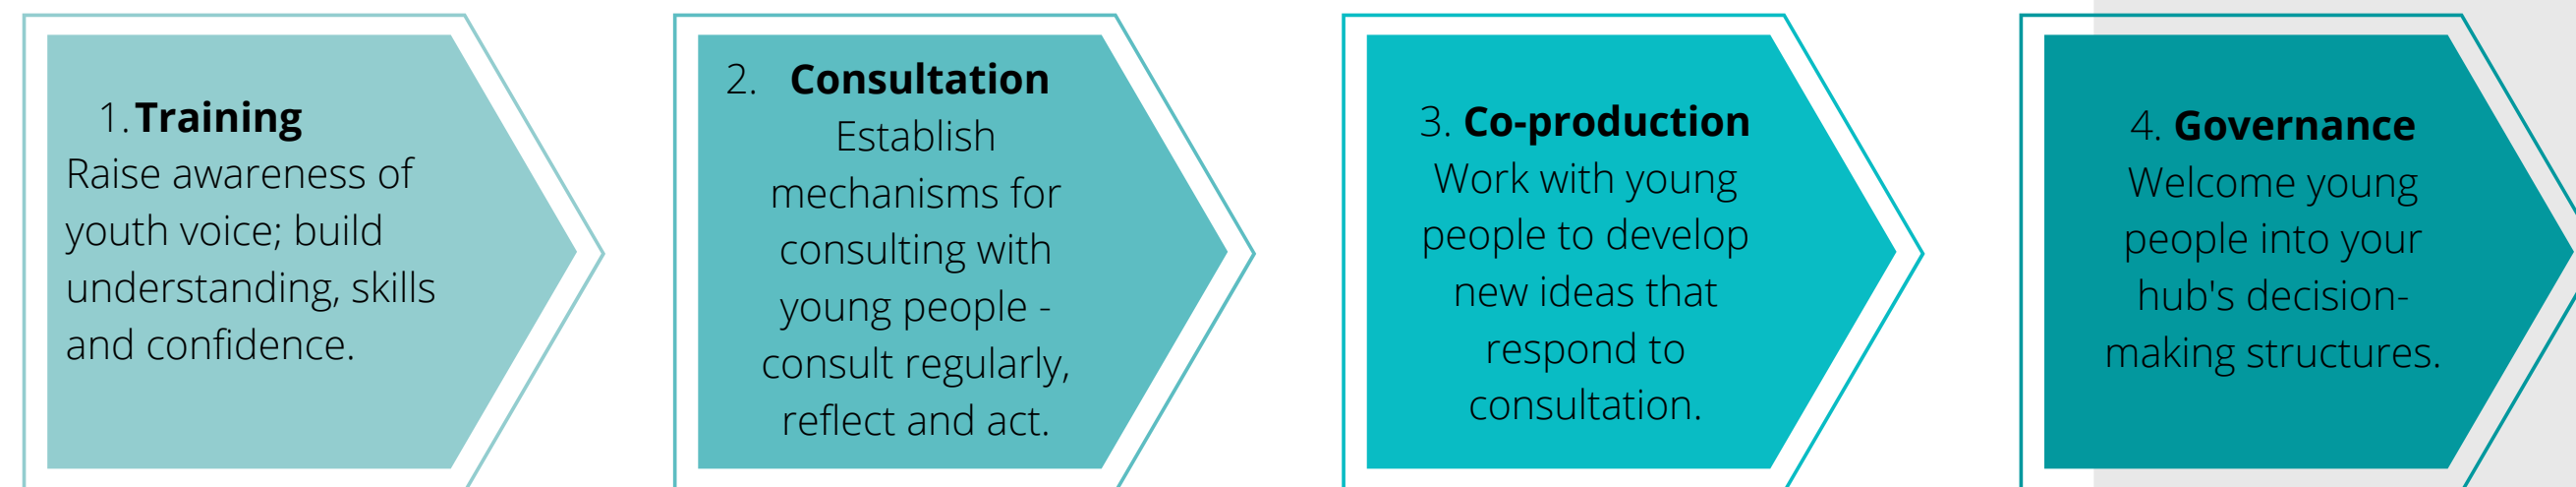 1. Training
Raise awareness of
youth voice; build
understanding, skills
and confidence.
2. Consultation
Establish
mechanisms for
consulting with
young people -
consult regularly,
reflect and act.
3. Co-production
Work with young
people to develop
new ideas that
respond to
consultation.
4. Governance
Welcome young
people into your
hub's decision-
making structures.